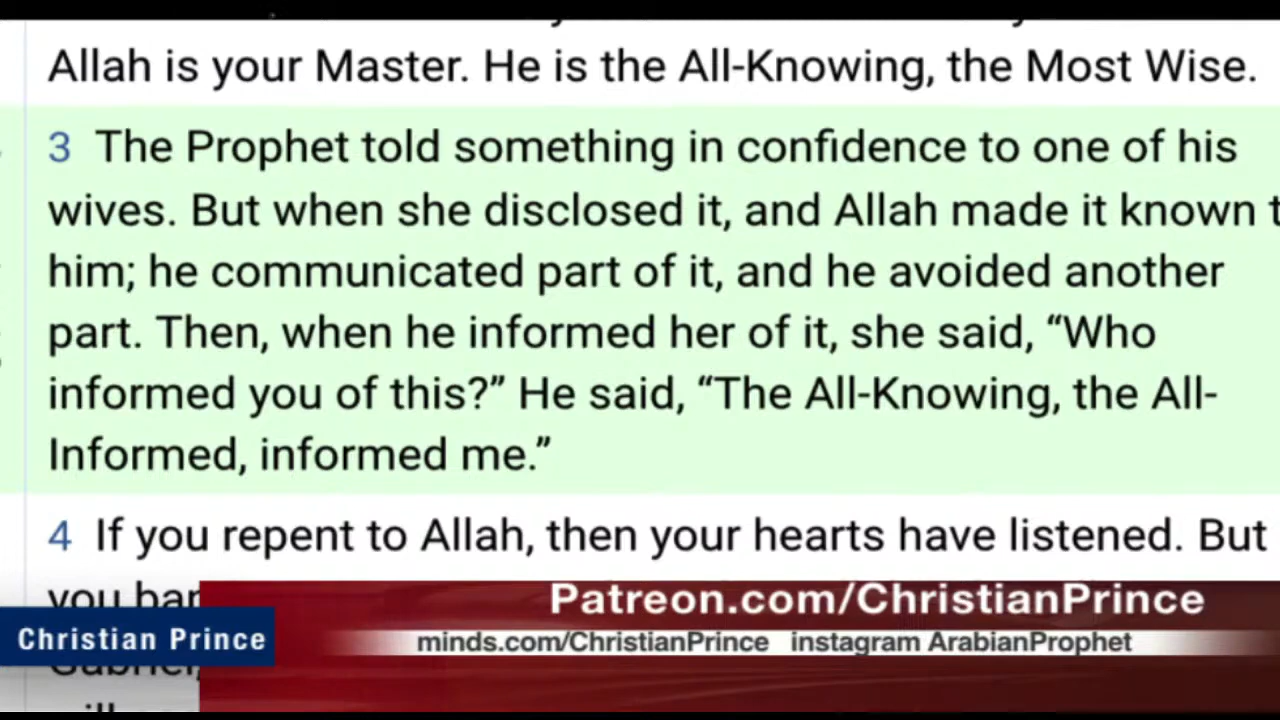 Allah is your Master. He is the All-Knowing, the Most Wise.
3 The Prophet told something in confidence to one of his
wives. But when she disclosed it, and Allah made it known
him; he communicated part of it, and he avoided another
part. Then, when he informed her of it, she said, “Who
informed you of this?” He said, “The All-Knowing, the All-
Informed, informed me.”
4 If you repent to Allah, then your hearts have listened. But
you
Patreon.com/ChristianPrince
Christian Prince
minds.com/ChristianPrince instagram ArabianProphet
Gabriel,